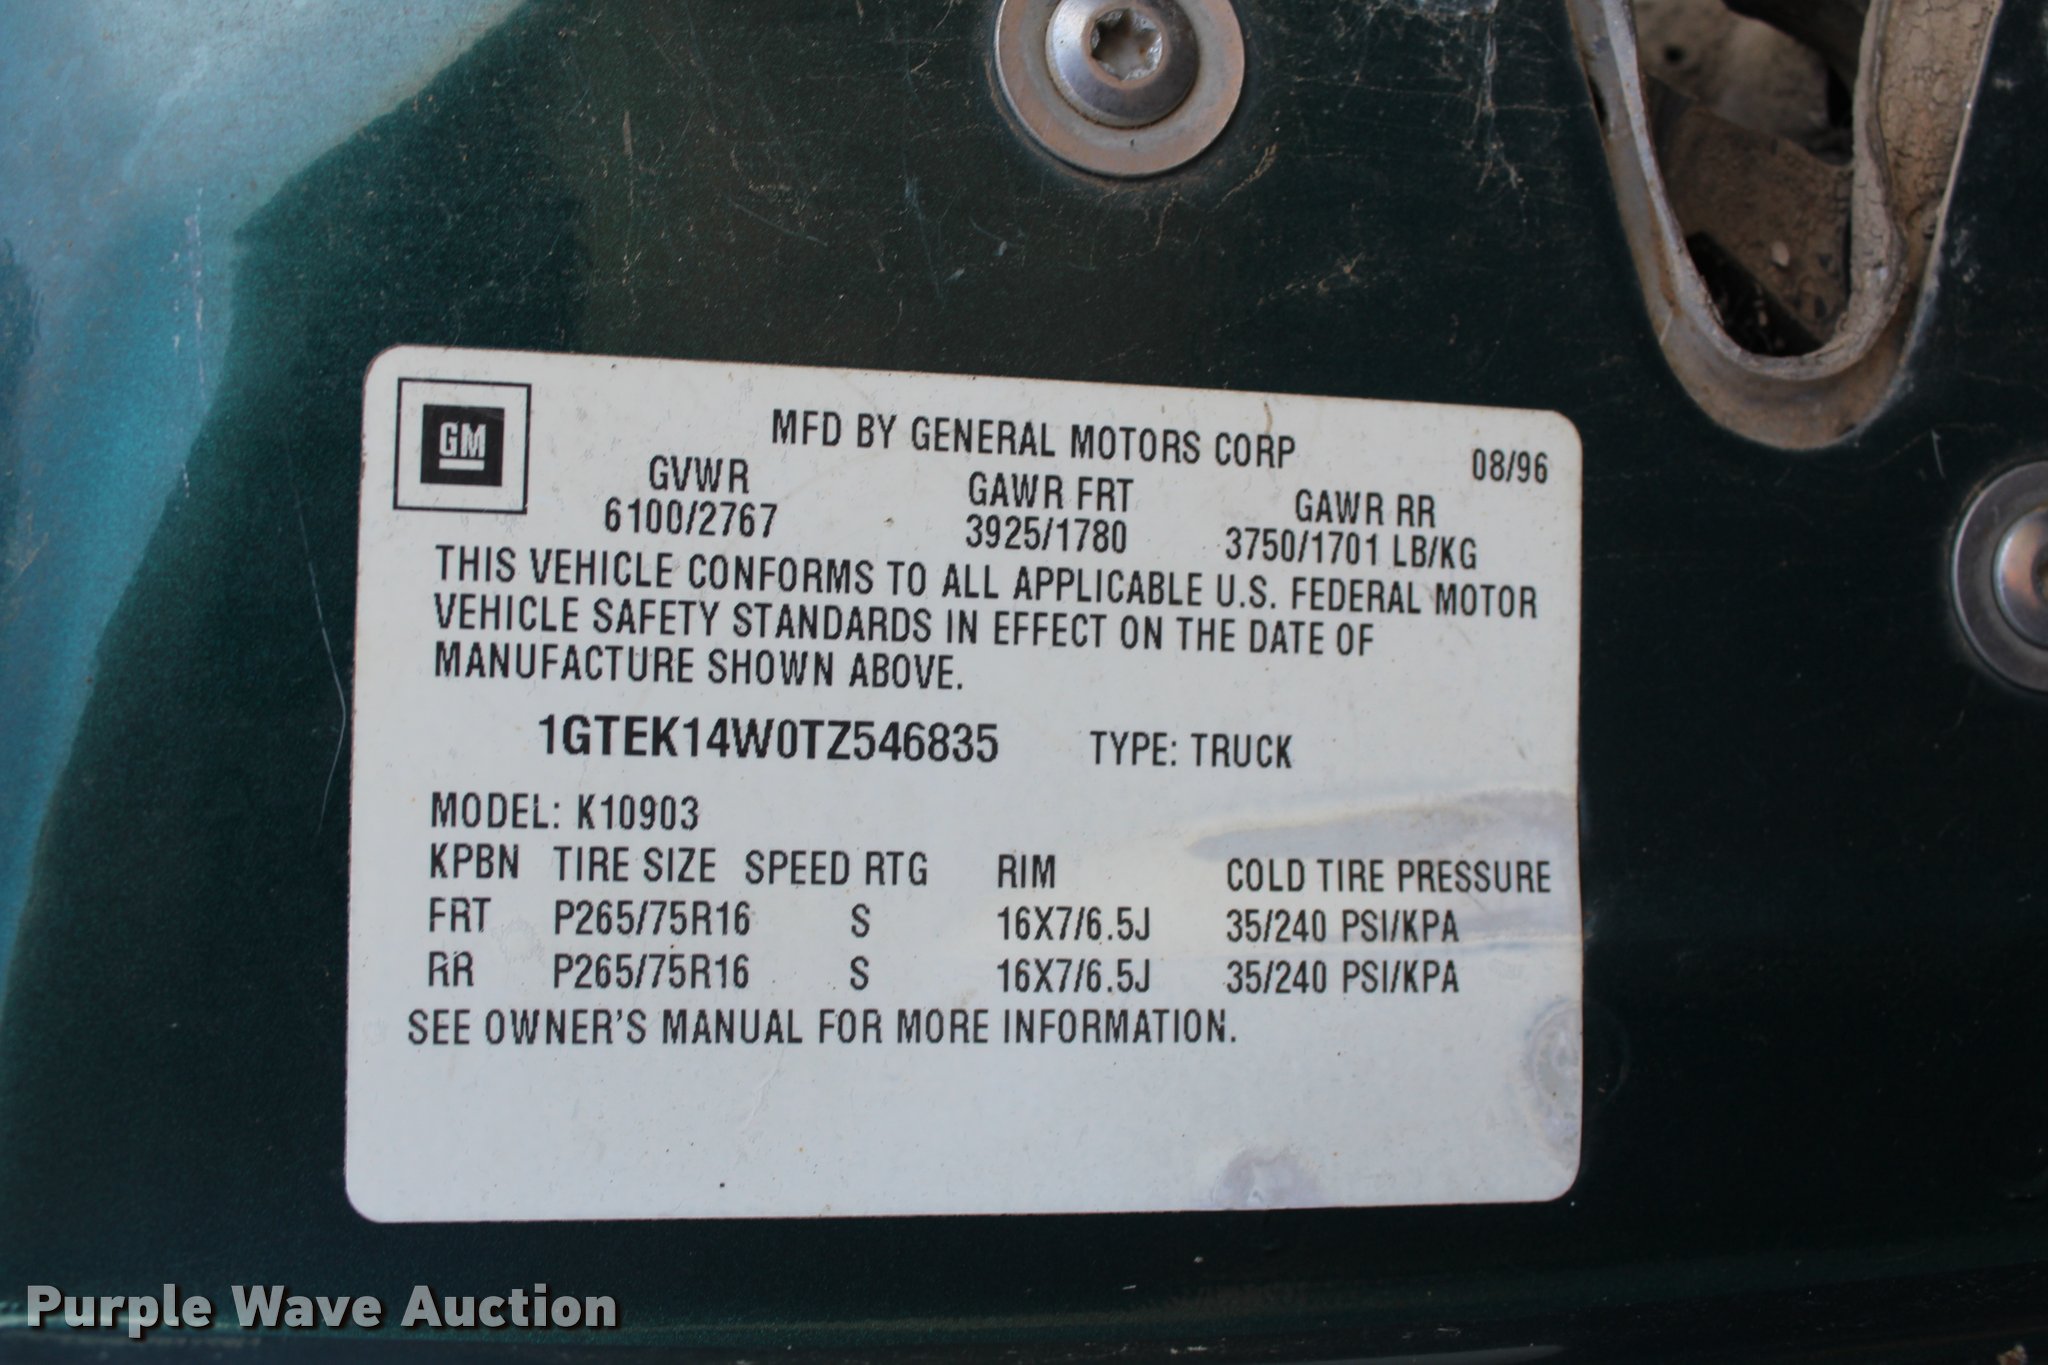 GM
MFD BY GENERAL MOTORS CORP 08/96
GVWR GAWR FRT GAWR RR
6100/2767 3925/1780 3750/1701 LB/KG
THIS VEHICLE CONFORMS TO ALL APPLICABLE U.S. FEDERAL MOTOR
VEHICLE SAFETY STANDARDS IN EFFECT ON THE DATE OF
MANUFACTURE SHOWN ABOVE.
1GTEK14W0TZ546835 TYPE: TRUCK
MODEL: K10903
KPBN TIRE SIZE SPEED RTG RIM COLD TIRE PRESSURE
FRT P265/75R16 S 16X7/6.5J 35/240 PSI/KPA
RR P265/75R16 S 16X7/6.5J 35/240 PSI/KPA
SEE OWNER'S MANUAL FOR MORE INFORMATION.
Purple Wave Auction